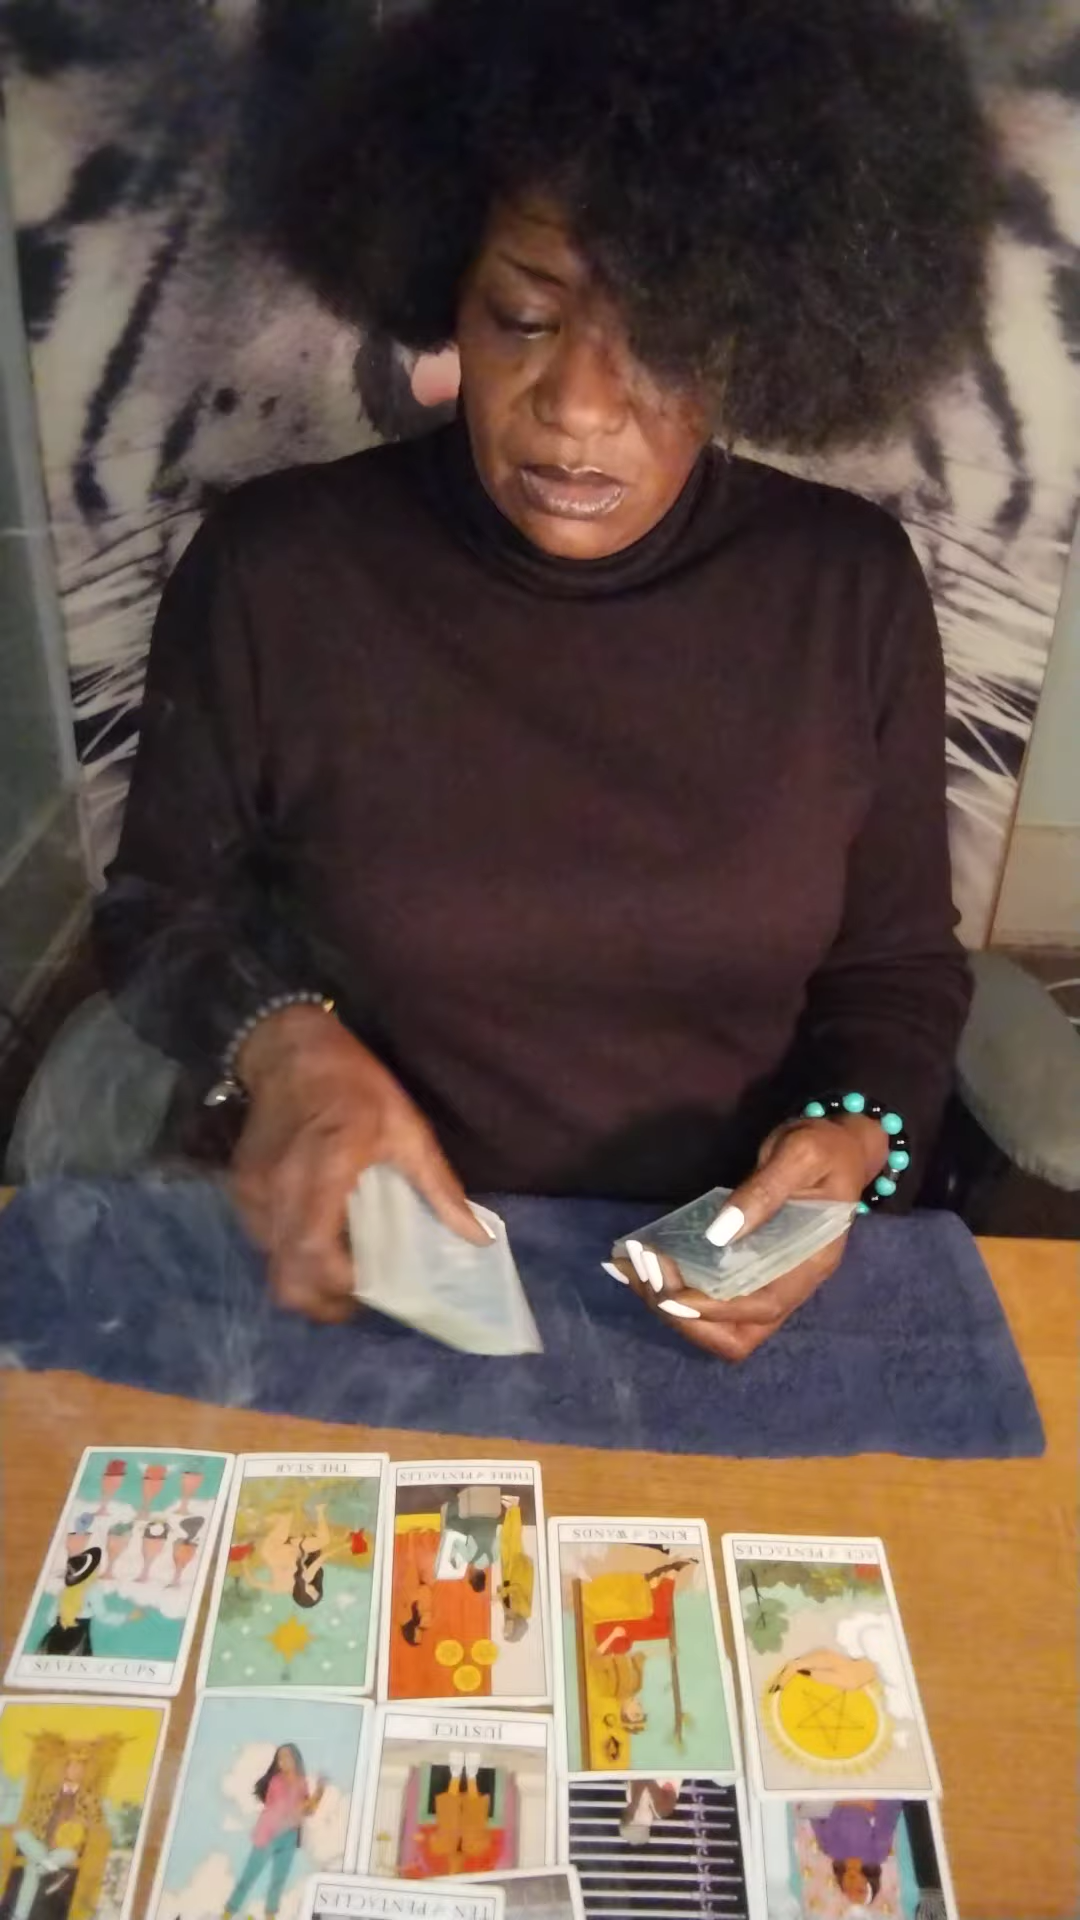 THE STAR
THREE of PENTACLES
KING of WANDS
ACE of PENTACLES
SEVEN of CUPS
JUSTICE
TEN of PENTACLES